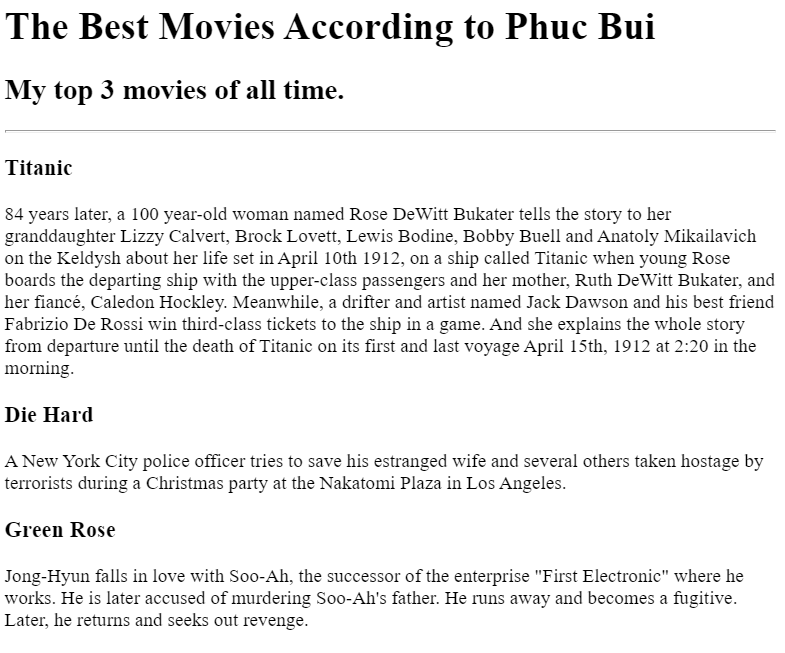 The Best Movies According to Phuc Bui
My top 3 movies of all time.
Titanic
84 years later, a 100 year-old woman named Rose DeWitt Bukater tells the story to her
granddaughter Lizzy Calvert, Brock Lovett, Lewis Bodine, Bobby Buell and Anatoly Mikailavich
on the Keldysh about her life set in April 10th 1912, on a ship called Titanic when young Rose
boards the departing ship with the upper-class passengers and her mother, Ruth DeWitt Bukater, and
her fiancé, Caledon Hockley. Meanwhile, a drifter and artist named Jack Dawson and his best friend
Fabrizio De Rossi win third-class tickets to the ship in a game. And she explains the whole story
from departure until the death of Titanic on its first and last voyage April 15th, 1912 at 2:20 in the
morning.
Die Hard
A New York City police officer tries to save his estranged wife and several others taken hostage by
terrorists during a Christmas party at the Nakatomi Plaza in Los Angeles.
Green Rose
Jong-Hyun falls in love with Soo-Ah, the successor of the enterprise "First Electronic" where he
works. He is later accused of murdering Soo-Ah's father. He runs away and becomes a fugitive.
Later, he returns and seeks out revenge.